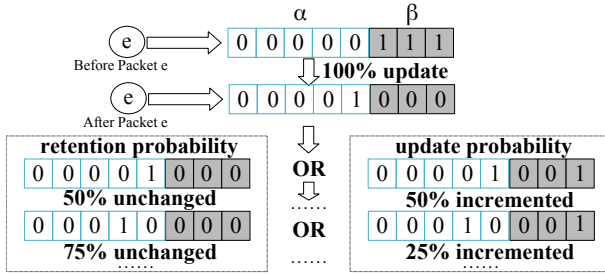 α β
e 0 0 0 0 0 1 1 1
Before Packet e
100% update
e 0 0 0 0 1 0 0 0
After Packet e
retention probability
0 0 0 0 1 0 0 0
50% unchanged
0 0 0 1 0 0 0 0
75% unchanged
......
OR
......
OR
......
update probability
0 0 0 0 1 0 0 1
50% incremented
0 0 0 1 0 0 0 1
25% incremented
......